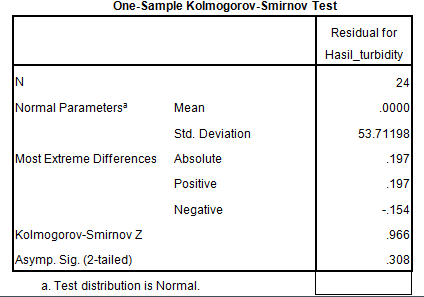 One-Sample Kolmogorov-Smirnov Test
Residual for
Hasil_turbidity
N 24
Normal Parametersᵃ Mean .0000
Std. Deviation 53.71198
Most Extreme Differences Absolute .197
Positive .197
Negative -.154
Kolmogorov-Smirnov Z .966
Asymp. Sig. (2-tailed) .308
a. Test distribution is Normal.